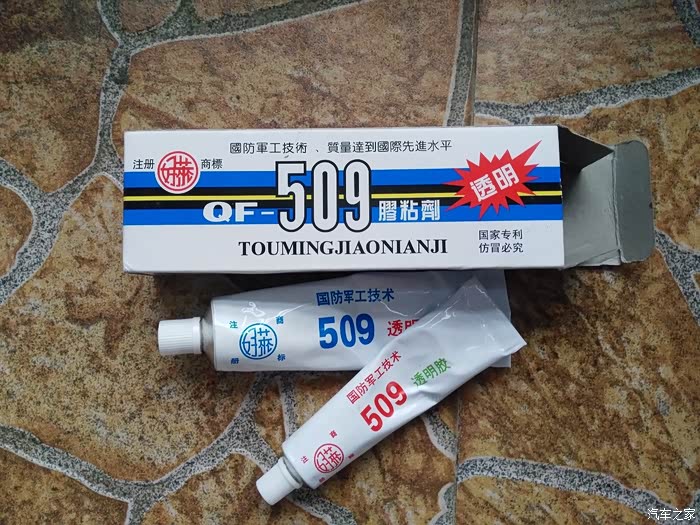 國防軍工技術、質量達到國際先進水平
注册 商標
透明
QF-509膠粘劑
TOUMINGJIAONIANJI
国家专利
仿冒必究
国防军工技术
注 商
509 透明
册 标
国防军工技术
509 透明胶
注 商
汽车之家